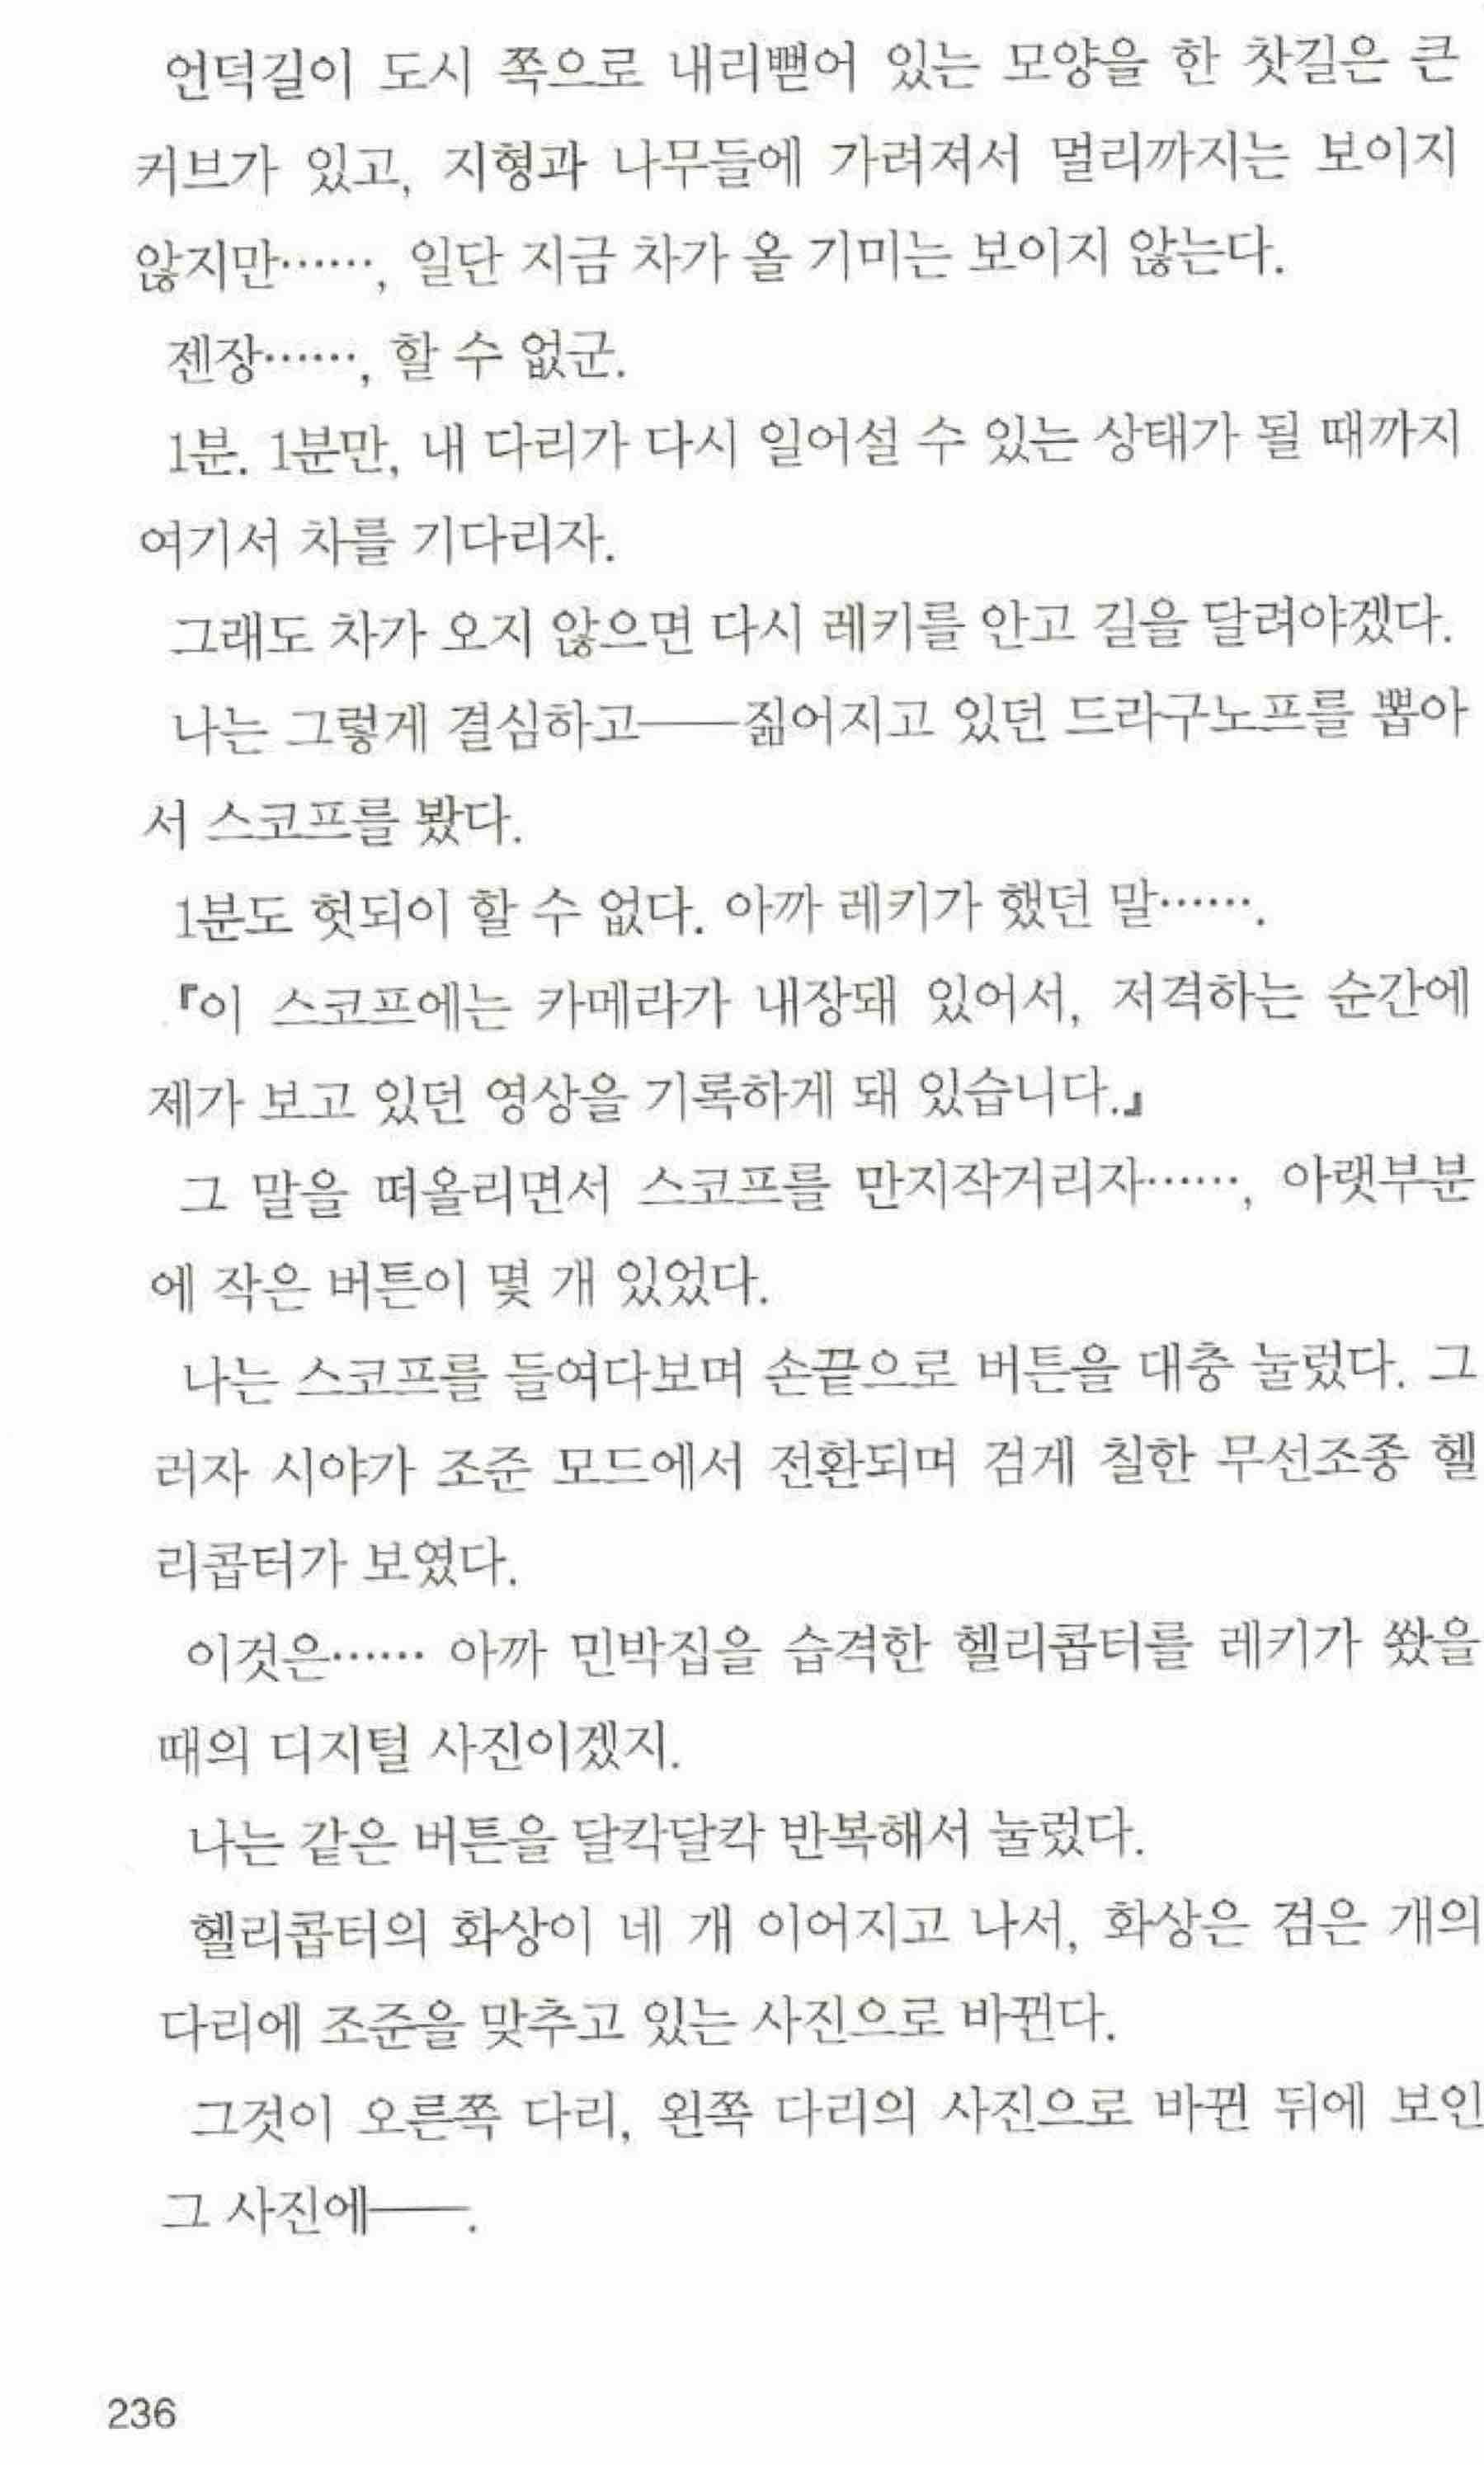 언덕길이 도시 쪽으로 내리뻗어 있는 모양을 한 찻길은 큰
커브가 있고, 지형과 나무들에 가려져서 멀리까지는 보이지
않지만……, 일단 지금 차가 올 기미는 보이지 않는다.
젠장……, 할 수 없군.
1분. 1분만, 내 다리가 다시 일어설 수 있는 상태가 될 때까지
여기서 차를 기다리자.
그래도 차가 오지 않으면 다시 레키를 안고 길을 달려야겠다.
나는 그렇게 결심하고──짊어지고 있던 드라구노프를 뽑아
서 스코프를 봤다.
1분도 헛되이 할 수 없다. 아까 레키가 했던 말…….
『이 스코프에는 카메라가 내장돼 있어서, 저격하는 순간에
제가 보고 있던 영상을 기록하게 돼 있습니다.』
그 말을 떠올리면서 스코프를 만지작거리자……, 아랫부분
에 작은 버튼이 몇 개 있었다.
나는 스코프를 들여다보며 손끝으로 버튼을 대충 눌렀다. 그
러자 시야가 조준 모드에서 전환되며 검게 칠한 무선조종 헬
리콥터가 보였다.
이것은…… 아까 민박집을 습격한 헬리콥터를 레키가 쐈을
때의 디지털 사진이겠지.
나는 같은 버튼을 달칵달칵 반복해서 눌렀다.
헬리콥터의 화상이 네 개 이어지고 나서, 화상은 검은 개의
다리에 조준을 맞추고 있는 사진으로 바뀐다.
그것이 오른쪽 다리, 왼쪽 다리의 사진으로 바뀐 뒤에 보인
그 사진에──.
236